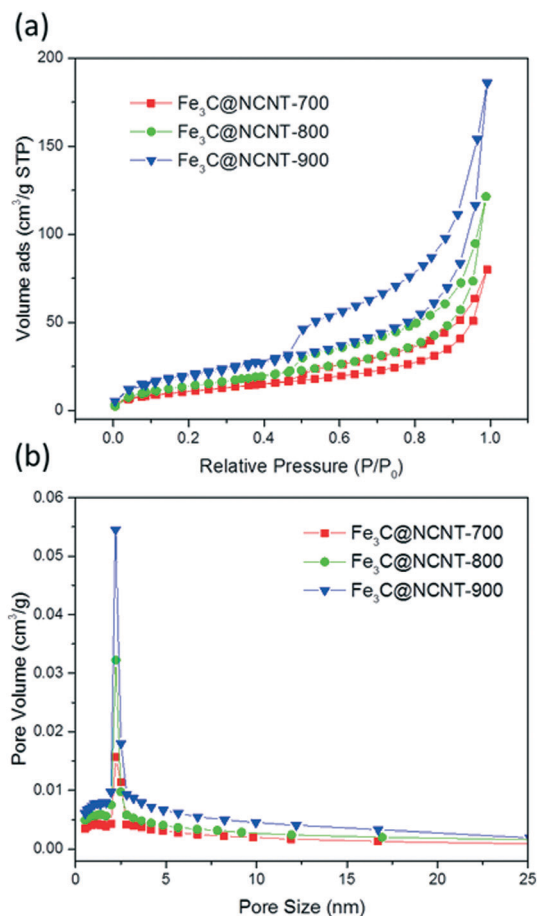 (a)
200
150
100
50
0
Volume ads (cm³/g STP)
Fe₃C@NCNT-700
Fe₃C@NCNT-800
Fe₃C@NCNT-900
0.0 0.2 0.4 0.6 0.8 1.0
Relative Pressure (P/P₀)
(b)
0.06
0.05
0.04
0.03
0.02
0.01
0.00
Pore Volume (cm³/g)
Fe₃C@NCNT-700
Fe₃C@NCNT-800
Fe₃C@NCNT-900
0 5 10 15 20 25
Pore Size (nm)